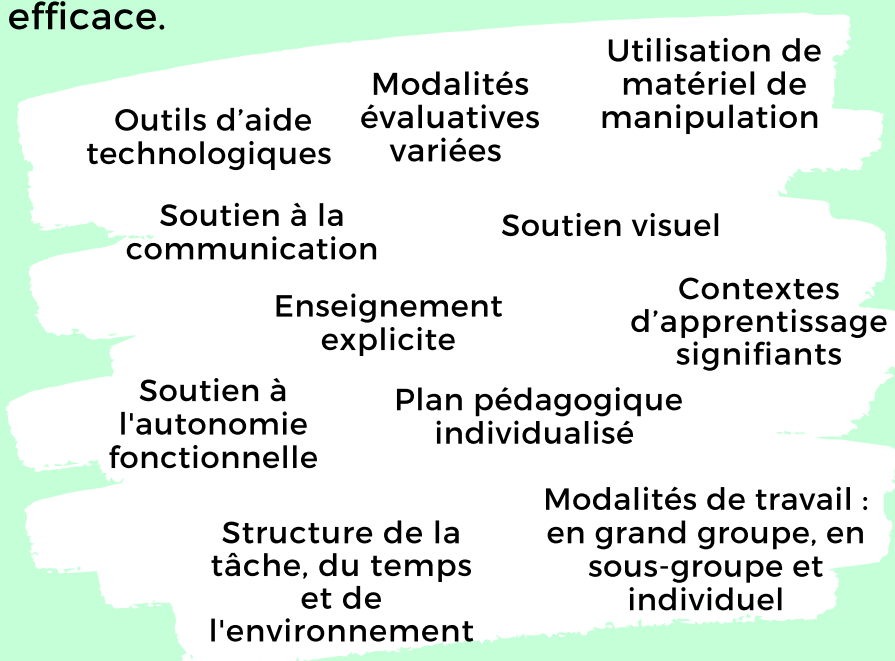 efficace.
Outils d’aide
technologiques
Modalités
évaluatives
variées
Utilisation de
matériel de
manipulation
Soutien à la
communication
Soutien visuel
Enseignement
explicite
Contextes
d’apprentissage
signifiants
Soutien à
l'autonomie
fonctionnelle
Plan pédagogique
individualisé
Structure de la
tâche, du temps
et de
l'environnement
Modalités de travail :
en grand groupe, en
sous-groupe et
individuel